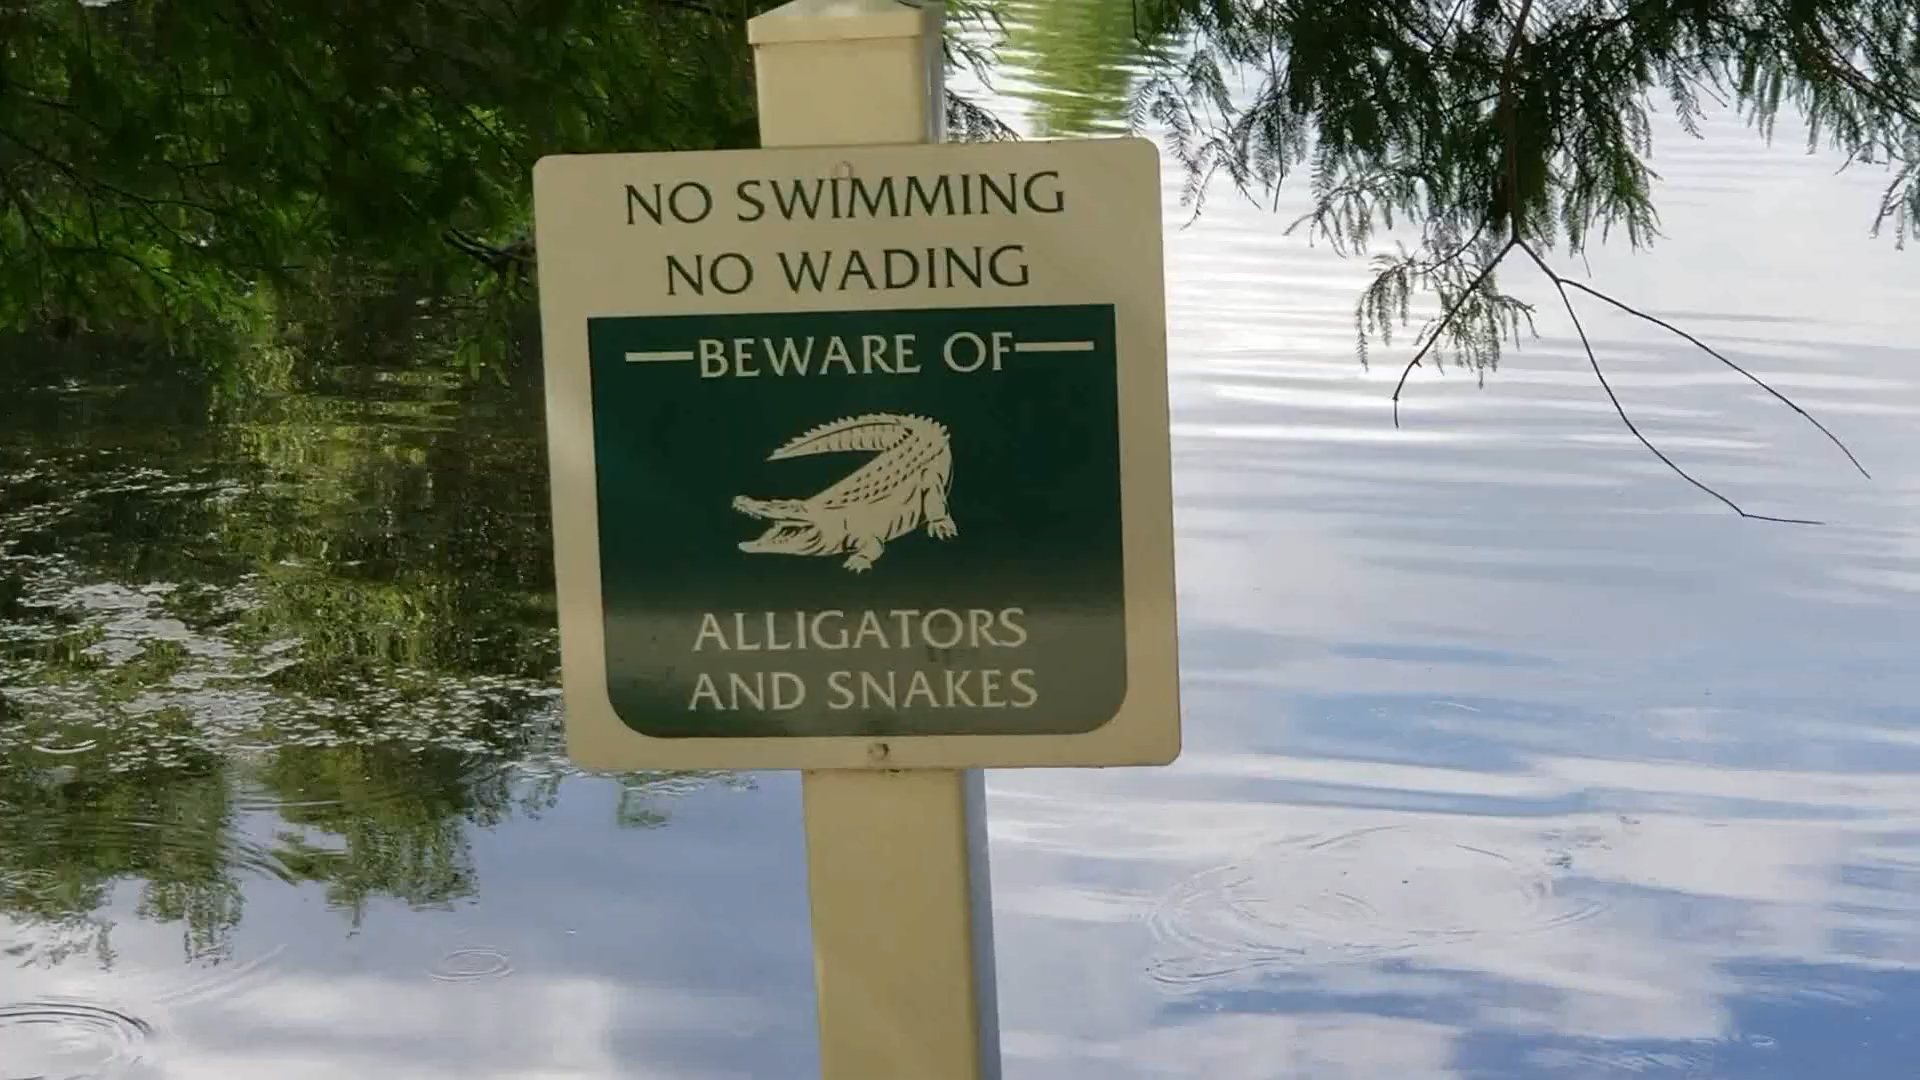 NO SWIMMING
NO WADING
BEWARE OF
ALLIGATORS
AND SNAKES